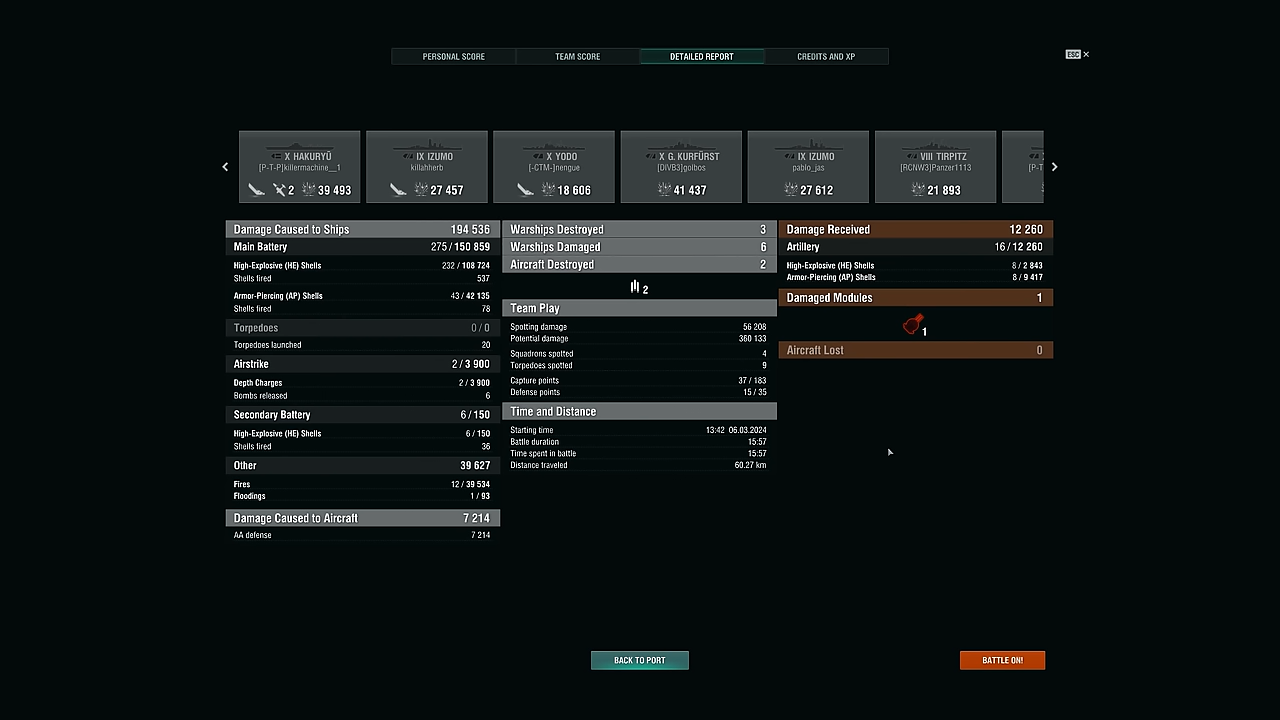 PERSONAL SCORE TEAM SCORE DETAILED REPORT CREDITS AND XP ESC ×
X HAKURYŪ IX IZUMO X YODO X G. KURFÜRST IX IZUMO VIII TIRPITZ
[P-T-P]killermachine__1 killahherb [-CTM-]nengue [DIVB3]golbos pablo_jas [RCNW3]Panzer1113 [P-T
2 39 493 27 457 18 606 41 437 27 612 21 893
Damage Caused to Ships 194 536
Main Battery 275 / 150 859
High-Explosive (HE) Shells 232 / 108 724
Shells fired 537
Armor-Piercing (AP) Shells 43 / 42 135
Shells fired 78
Torpedoes 0 / 0
Torpedoes launched 20
Airstrike 2 / 3 900
Depth Charges 2 / 3 900
Bombs released 6
Secondary Battery 6 / 150
High-Explosive (HE) Shells 6 / 150
Shells fired 36
Other 39 627
Fires 12 / 39 534
Floodings 1 / 93
Damage Caused to Aircraft 7 214
AA defense 7 214
Warships Destroyed 3
Warships Damaged 6
Aircraft Destroyed 2
2
Team Play
Spotting damage 56 208
Potential damage 360 133
Squadrons spotted 4
Torpedoes spotted 9
Capture points 37 / 183
Defense points 15 / 35
Time and Distance
Starting time 13:42 06.03.2024
Battle duration 15:57
Time spent in battle 15:57
Distance traveled 60.27 km
Damage Received 12 260
Artillery 16 / 12 260
High-Explosive (HE) Shells 8 / 2 843
Armor-Piercing (AP) Shells 8 / 9 417
Damaged Modules 1
1
Aircraft Lost 0
BACK TO PORT BATTLE ON!